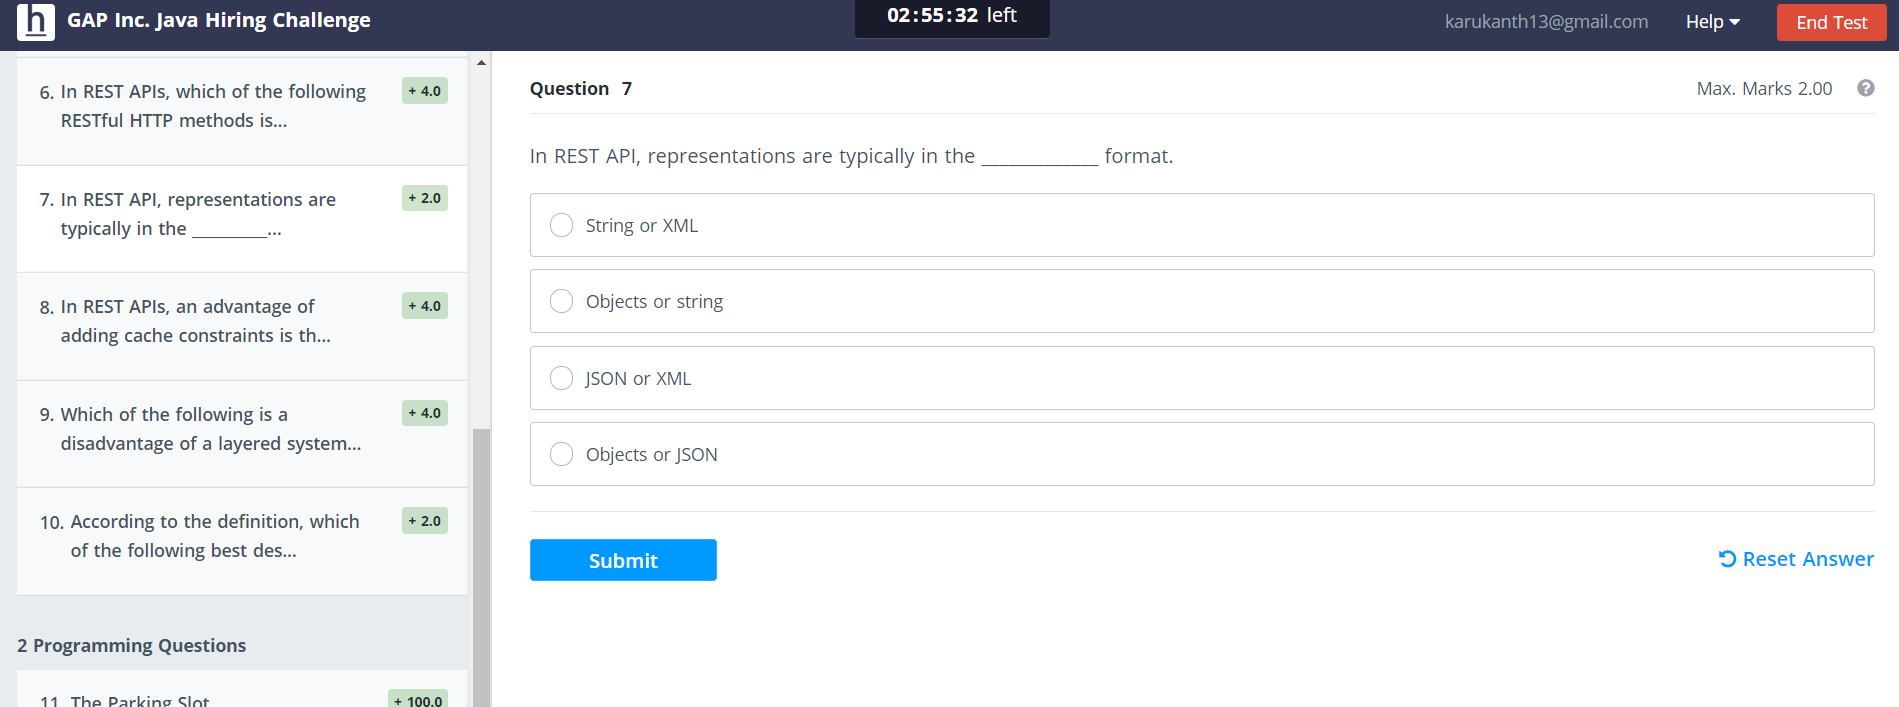 h GAP Inc. Java Hiring Challenge
02:55:32 left
karukanth13@gmail.com
Help
End Test
6. In REST APIs, which of the following
RESTful HTTP methods is...
+ 4.0
7. In REST API, representations are
typically in the _________...
+ 2.0
8. In REST APIs, an advantage of
adding cache constraints is th...
+ 4.0
9. Which of the following is a
disadvantage of a layered system...
+ 4.0
10. According to the definition, which
of the following best des...
+ 2.0
2 Programming Questions
11. The Parking Slot
+ 100.0
Question 7
Max. Marks 2.00 ?
In REST API, representations are typically in the _____________ format.
String or XML
Objects or string
JSON or XML
Objects or JSON
Submit
Reset Answer